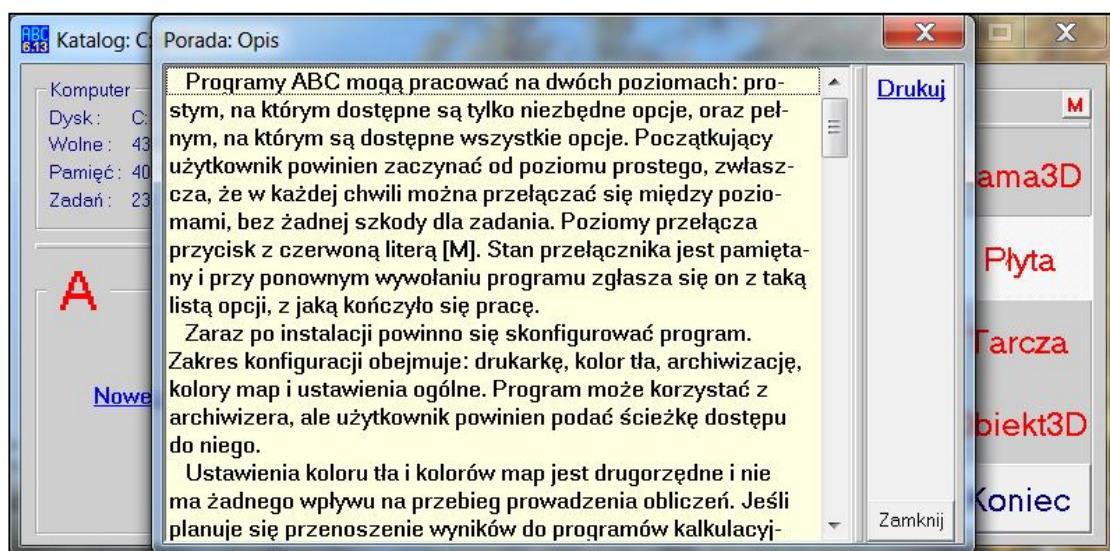 ABC
6.13
Katalog: C:
Porada: Opis
X
X
Komputer
Dysk: C:
Wolne: 43
Pamięć: 40
Zadań: 23
A
Nowe
Programy ABC mogą pracować na dwóch poziomach: pro-
stym, na którym dostępne są tylko niezbędne opcje, oraz peł-
nym, na którym są dostępne wszystkie opcje. Początkujący
użytkownik powinien zaczynać od poziomu prostego, zwłasz-
cza, że w każdej chwili można przełączać się między pozio-
mami, bez żadnej szkody dla zadania. Poziomy przełącza
przycisk z czerwoną literą [M]. Stan przełącznika jest pamięta-
ny i przy ponownym wywołaniu programu zgłasza się on z taką
listą opcji, z jaką kończyło się pracę.
Zaraz po instalacji powinno się skonfigurować program.
Zakres konfiguracji obejmuje: drukarkę, kolor tła, archiwizację,
kolory map i ustawienia ogólne. Program może korzystać z
archiwizera, ale użytkownik powinien podać ścieżkę dostępu
do niego.
Ustawienia koloru tła i kolorów map jest drugorzędne i nie
ma żadnego wpływu na przebieg prowadzenia obliczeń. Jeśli
planuje się przenoszenie wyników do programów kalkulacyj-
Drukuj
Zamknij
M
ama3D
Płyta
Tarcza
biekt3D
Koniec